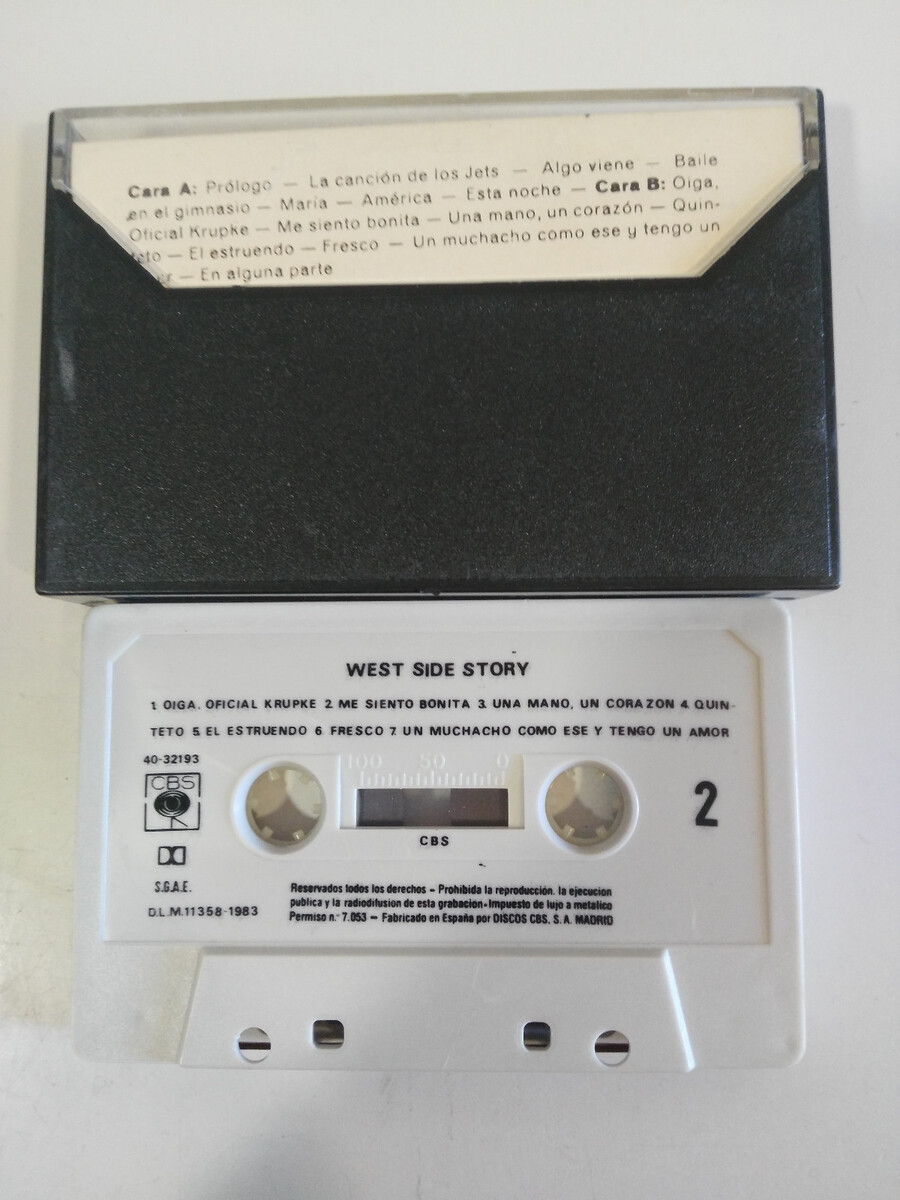 Cara A: Prólogo — La canción de los Jets — Algo viene — Baile
en el gimnasio — María — América — Esta noche — Cara B: Oiga,
Oficial Krupke — Me siento bonita — Una mano, un corazón — Quin-
teto — El estruendo — Fresco — Un muchacho como ese y tengo un
— En alguna parte
WEST SIDE STORY
1. OIGA. OFICIAL KRUPKE 2. ME SIENTO BONITA 3. UNA MANO, UN CORAZON 4. QUIN-
TETO 5. EL ESTRUENDO 6. FRESCO 7. UN MUCHACHO COMO ESE Y TENGO UN AMOR
40-32193
CBS
100 50 0
2
CBS
S.G.A.E.
D.L.M.11358-1983
Reservados todos los derechos - Prohibida la reproducción. la ejecucion
publica y la radiodifusion de esta grabacion-Impuesto de lujo a metalico
Permiso n.° 7.053 - Fabricado en España por DISCOS CBS. S. A. MADRID